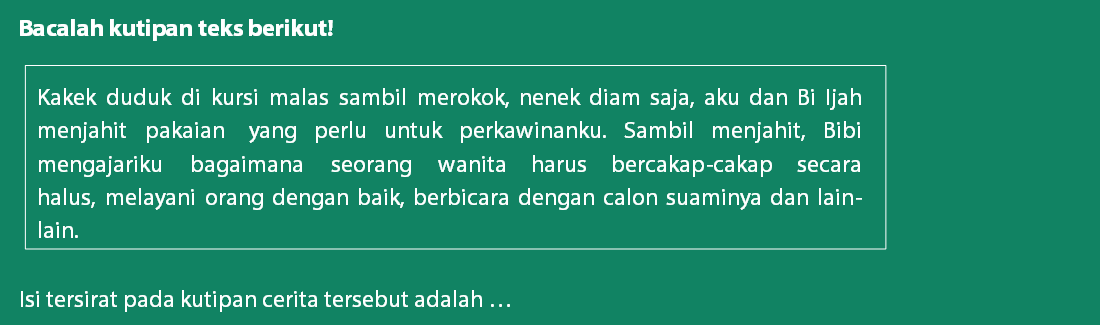 Bacalah kutipan teks berikut!
Kakek duduk di kursi malas sambil merokok, nenek diam saja, aku dan Bi Ijah
menjahit pakaian yang perlu untuk perkawinanku. Sambil menjahit, Bibi
mengajariku bagaimana seorang wanita harus bercakap-cakap secara
halus, melayani orang dengan baik, berbicara dengan calon suaminya dan lain-
lain.
Isi tersirat pada kutipan cerita tersebut adalah ...